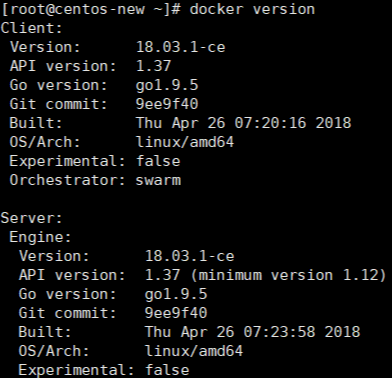 [root@centos-new ~]# docker version
Client:
 Version:       18.03.1-ce
 API version:  1.37
 Go version:   go1.9.5
 Git commit:   9ee9f40
 Built:        Thu Apr 26 07:20:16 2018
 OS/Arch:      linux/amd64
 Experimental: false
 Orchestrator: swarm

Server:
 Engine:
  Version:      18.03.1-ce
  API version:  1.37 (minimum version 1.12)
  Go version:   go1.9.5
  Git commit:   9ee9f40
  Built:        Thu Apr 26 07:23:58 2018
  OS/Arch:      linux/amd64
  Experimental: false